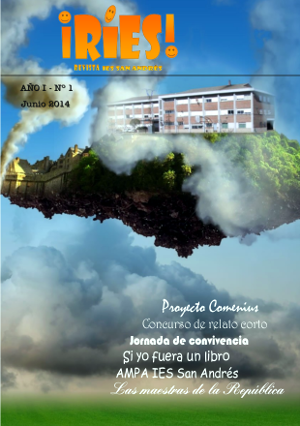 ¡RÍES!
REVISTA IES SAN ANDRÉS
AÑO I - Nº 1
Junio 2014
Proyecto Comenius
Concurso de relato corto
Jornada de convivencia
Si yo fuera un libro
AMPA IES San Andrés
Las maestras de la República